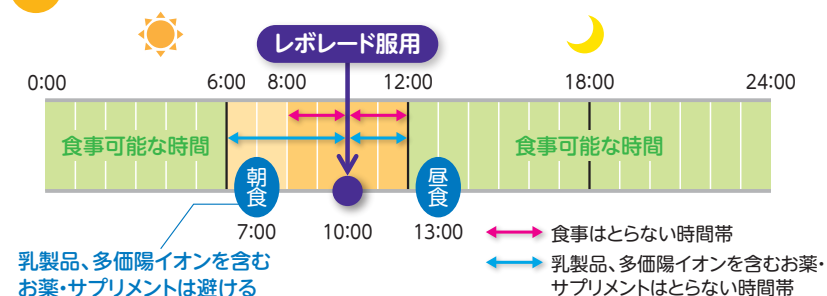 レボレード服用
0:00
6:00
8:00
12:00
18:00
24:00
食事可能な時間
食事可能な時間
朝食
昼食
7:00
10:00
13:00
食事はとらない時間帯
乳製品、多価陽イオンを含む
お薬・サプリメントは避ける
乳製品、多価陽イオンを含むお薬・
サプリメントはとらない時間帯